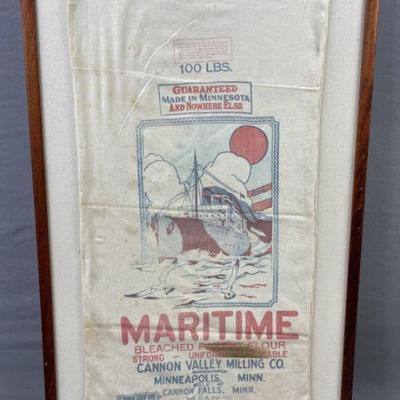 100 LBS.
GUARANTEED
MADE IN MINNESOTA
AND NOWHERE ELSE
MARITIME
BLEACHED FLOUR
STRONG UNIFORM
CANNON VALLEY MILLING CO.
MINNEAPOLIS, MINN.
CANNON FALLS, MINN.